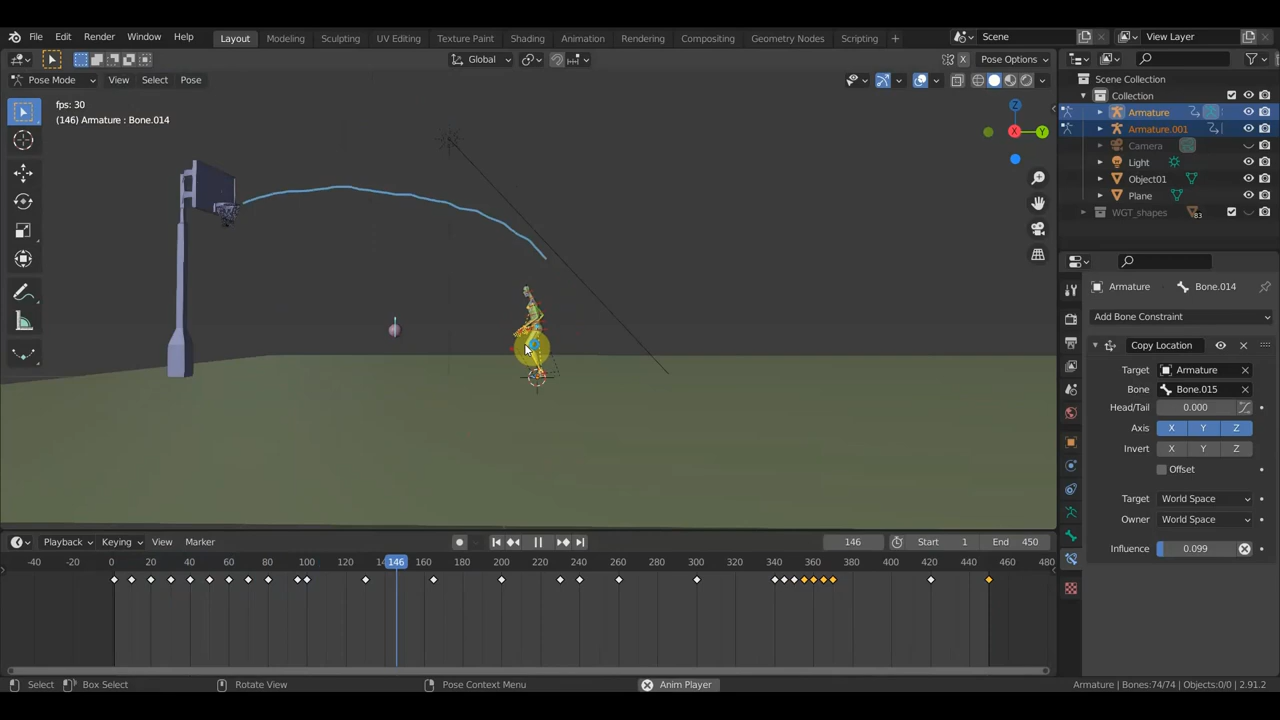 File Edit Render Window Help Layout Modeling Sculpting UV Editing Texture Paint Shading Animation Rendering Compositing Geometry Nodes Scripting + Scene View Layer
Global Pose Options
Pose Mode View Select Pose
fps: 30
(146) Armature : Bone.014
X
Y
Z
Scene Collection
Collection
Armature
Armature.001
Camera
Light
Object01
Plane
WGT_shapes
83
Armature Bone.014
Add Bone Constraint
Copy Location
Target Armature
Bone Bone.015
Head/Tail 0.000
Axis X Y Z
Invert X Y Z
Offset
Target World Space
Owner World Space
Influence 0.099
Playback Keying View Marker 146 Start 1 End 450
-40 -20 0 20 40 60 80 100 120 146 160 180 200 220 240 260 280 300 320 340 360 380 400 420 440 460 480
Select Box Select Rotate View Pose Context Menu Anim Player Armature | Bones:74/74 | Objects:0/0 | 2.91.2